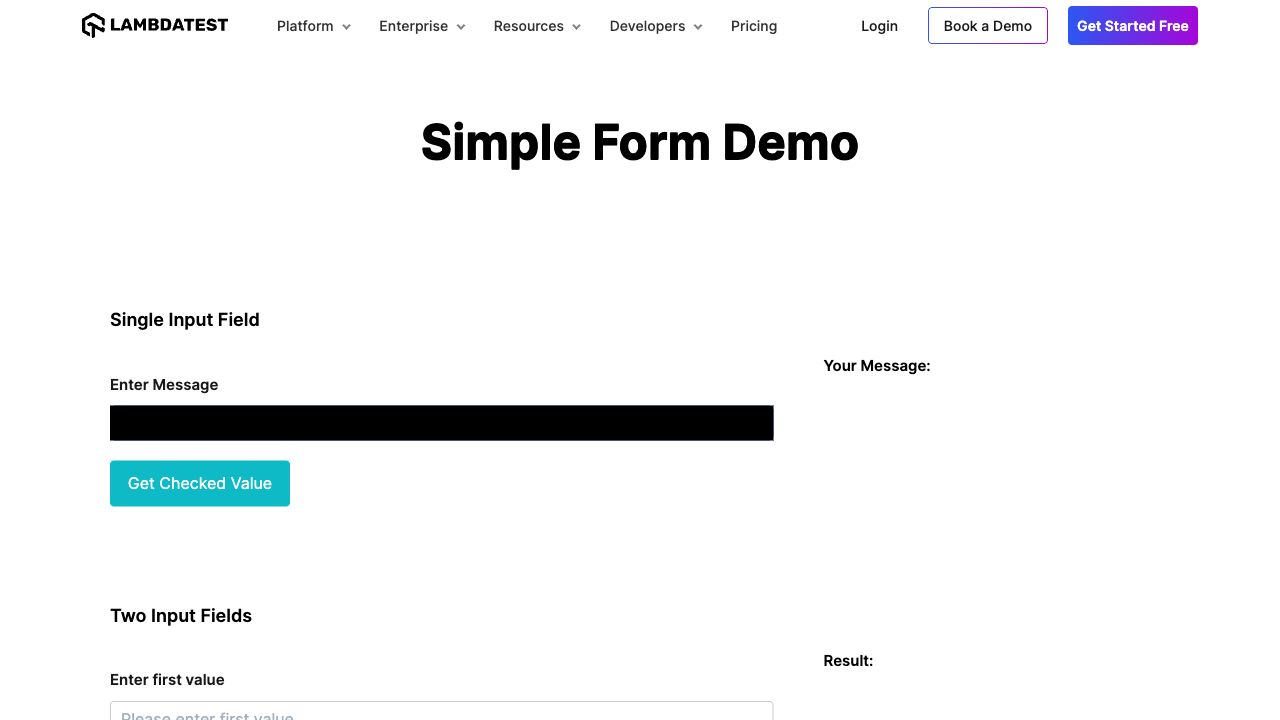 LAMBDATEST Platform Enterprise Resources Developers Pricing Login Book a Demo Get Started Free
Simple Form Demo
Single Input Field
Your Message:
Enter Message
Get Checked Value
Two Input Fields
Result:
Enter first value
Please enter first value